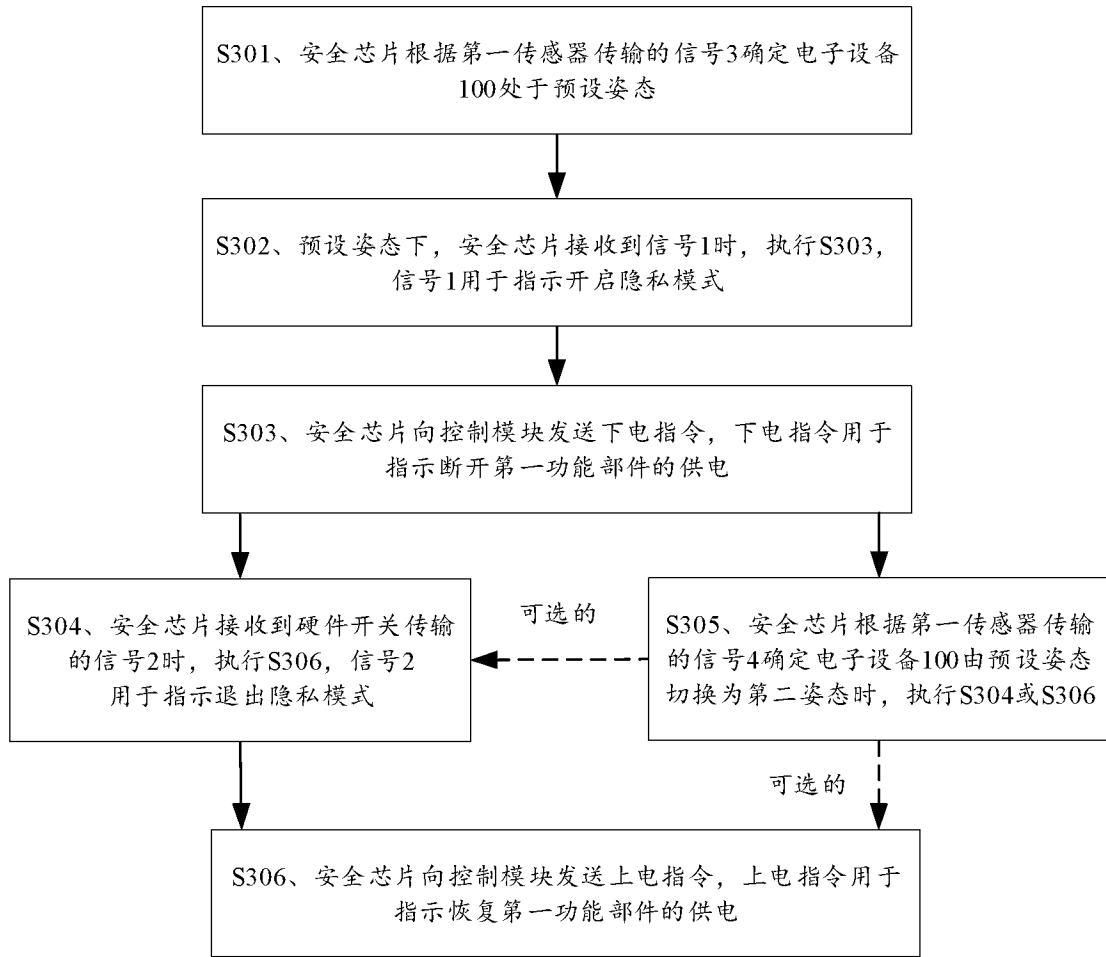 S301、安全芯片根据第一传感器传输的信号3确定电子设备
100处于预设姿态
S302、预设姿态下，安全芯片接收到信号1时，执行S303，
信号1用于指示开启隐私模式
S303、安全芯片向控制模块发送下电指令，下电指令用于
指示断开第一功能部件的供电
S304、安全芯片接收到硬件开关传输
的信号2时，执行S306，信号2
用于指示退出隐私模式
可选的
S305、安全芯片根据第一传感器传输
的信号4确定电子设备100由预设姿态
切换为第二姿态时，执行S304或S306
可选的
S306、安全芯片向控制模块发送上电指令，上电指令用于
指示恢复第一功能部件的供电